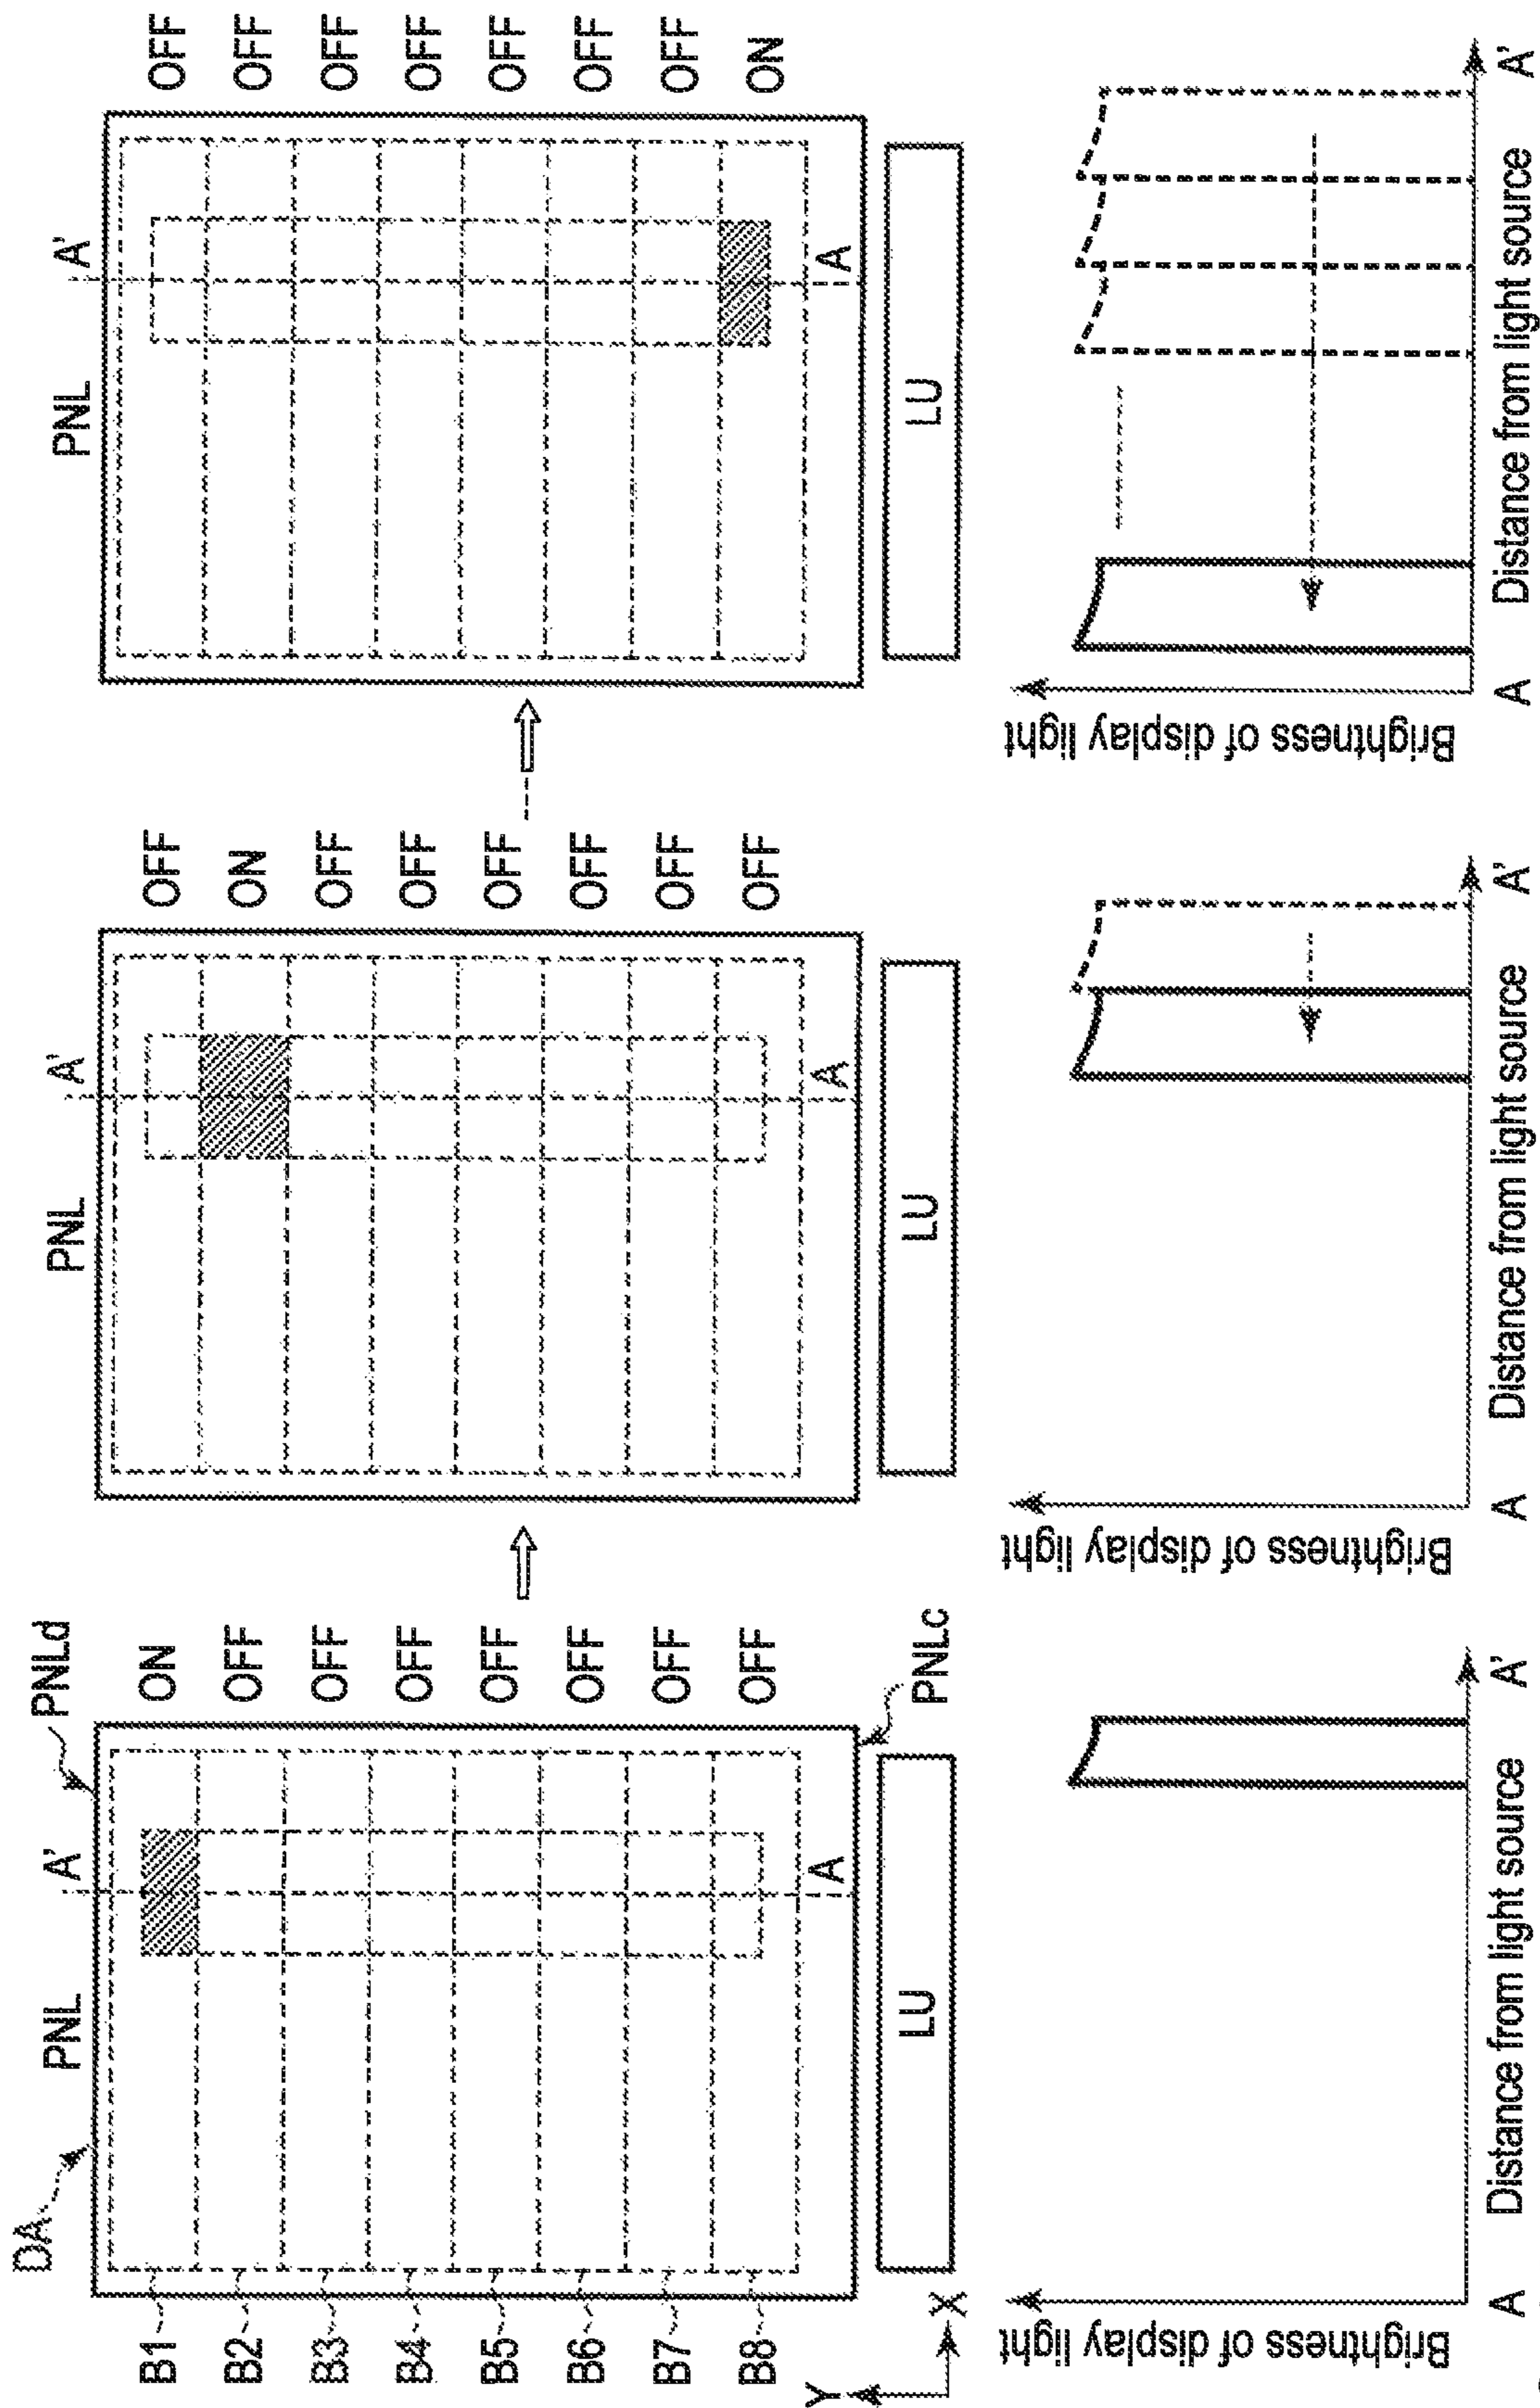 DA
PNL
A'
PNLd
B1
ON
B2
OFF
B3
OFF
B4
OFF
B5
OFF
B6
OFF
B7
OFF
B8
OFF
A
PNLc
LU
Y
X
PNL
A'
OFF
ON
OFF
OFF
OFF
OFF
OFF
OFF
A
LU
PNL
A'
OFF
OFF
OFF
OFF
OFF
OFF
OFF
ON
A
LU
Brightness of display light
A
Distance from light source
A'
Brightness of display light
A
Distance from light source
A'
Brightness of display light
A
Distance from light source
A'